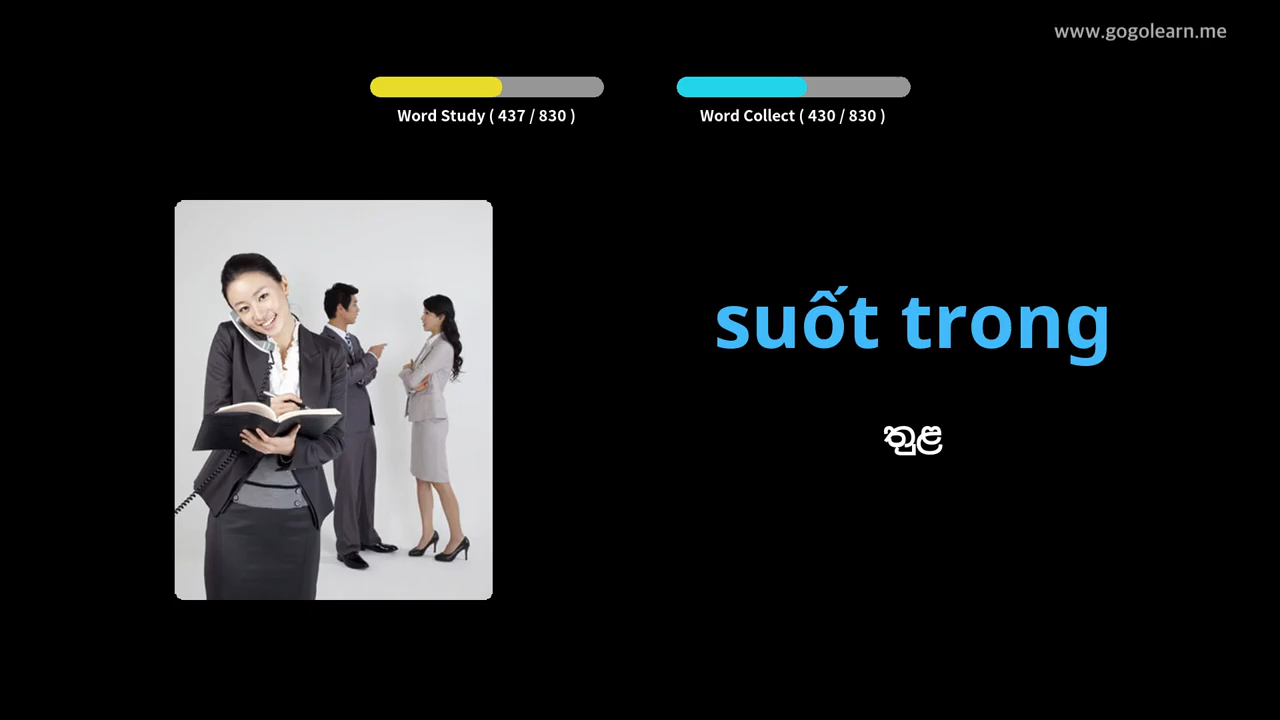 www.gogolearn.me
Word Study ( 437 / 830 )
Word Collect ( 430 / 830 )
suốt trong
තුළ